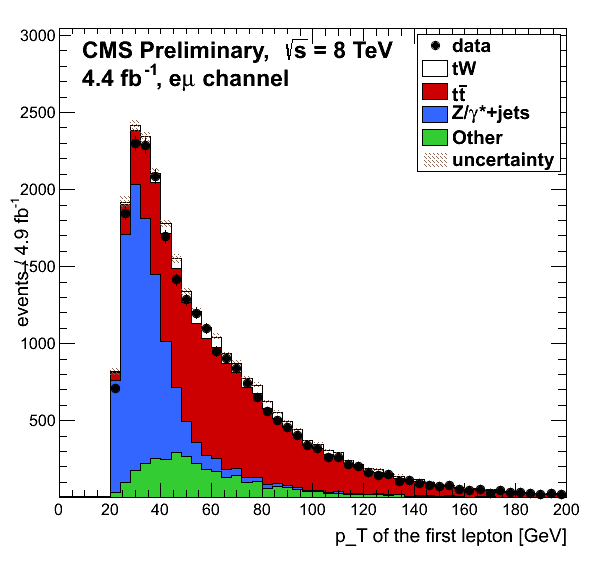 CMS Preliminary, √s = 8 TeV
4.4 fb⁻¹, eμ channel
data
tW
tt̄
Z/γ*+jets
Other
uncertainty
events / 4.9 fb⁻¹
3000
2500
2000
1500
1000
500
0 20 40 60 80 100 120 140 160 180 200
p_T of the first lepton [GeV]